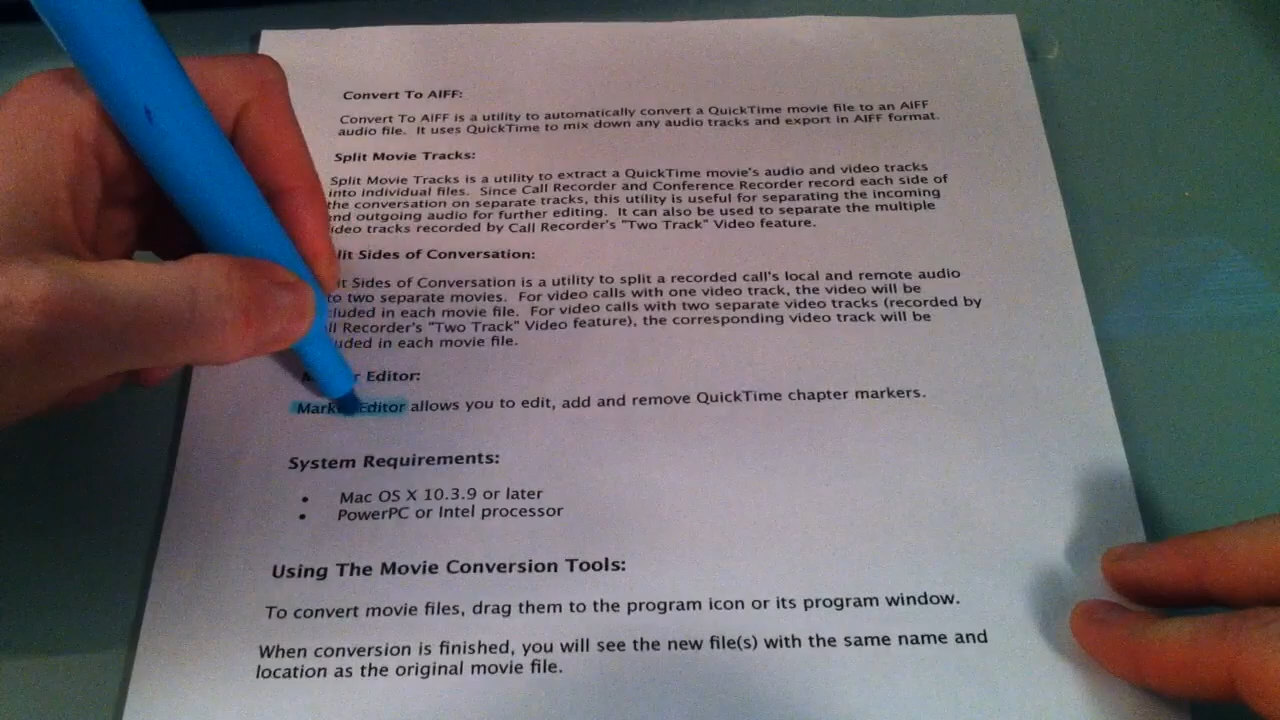 Convert To AIFF:
Convert To AIFF is a utility to automatically convert a QuickTime movie file to an AIFF
audio file. It uses QuickTime to mix down any audio tracks and export in AIFF format.
Split Movie Tracks:
Split Movie Tracks is a utility to extract a QuickTime movie's audio and video tracks
into individual files. Since Call Recorder and Conference Recorder record each side of
the conversation on separate tracks, this utility is useful for separating the incoming
and outgoing audio for further editing. It can also be used to separate the multiple
video tracks recorded by Call Recorder's "Two Track" Video feature.
Sides of Conversation:
Sides of Conversation is a utility to split a recorded call's local and remote audio
two separate movies. For video calls with one video track, the video will be
in each movie file. For video calls with two separate video tracks (recorded by
Recorder's "Two Track" Video feature), the corresponding video track will be
in each movie file.
Editor:
Editor allows you to edit, add and remove QuickTime chapter markers.
System Requirements:
• Mac OS X 10.3.9 or later
• PowerPC or Intel processor
Using The Movie Conversion Tools:
To convert movie files, drag them to the program icon or its program window.
When conversion is finished, you will see the new file(s) with the same name and
location as the original movie file.